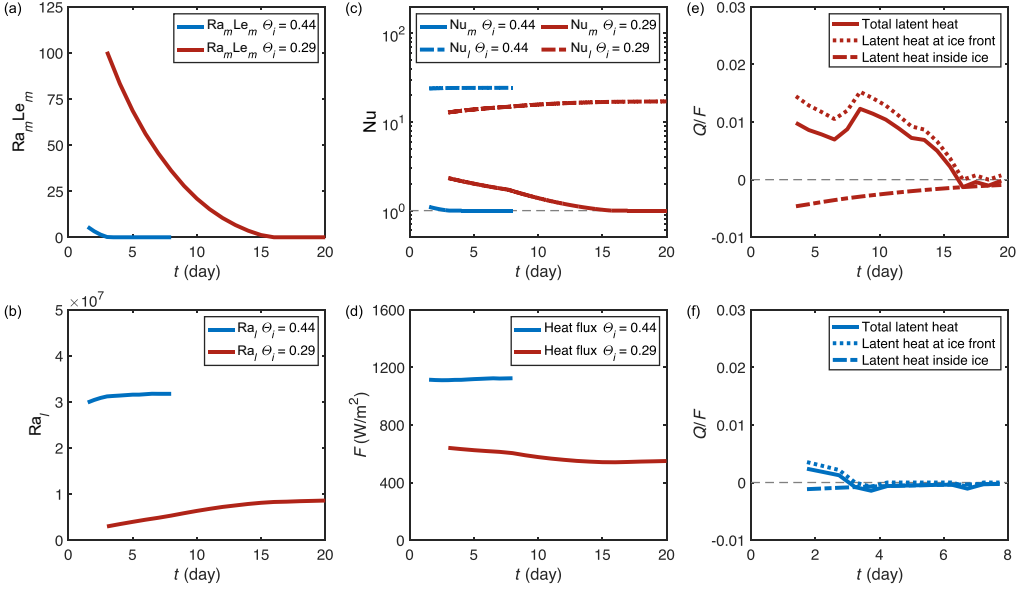 (a)
Ra_mLe_m Θ_i = 0.44
Ra_mLe_m Θ_i = 0.29
125
100
75
50
25
0
Ra_mLe_m
0 5 10 15 20
t (day)
(b)
×10^7
Ra_l Θ_i = 0.44
Ra_l Θ_i = 0.29
5
4
3
2
1
0
Ra_l
0 5 10 15 20
t (day)
(c)
Nu_m Θ_i = 0.44 Nu_m Θ_i = 0.29
Nu_l Θ_i = 0.44 Nu_l Θ_i = 0.29
10^2
10^1
10^0
Nu
0 5 10 15 20
t (day)
(d)
Heat flux Θ_i = 0.44
Heat flux Θ_i = 0.29
1600
1200
800
400
0
F (W/m^2)
0 5 10 15 20
t (day)
(e)
Total latent heat
Latent heat at ice front
Latent heat inside ice
0.03
0.02
0.01
0
-0.01
Q/F
0 5 10 15 20
t (day)
(f)
Total latent heat
Latent heat at ice front
Latent heat inside ice
0.03
0.02
0.01
0
-0.01
Q/F
0 2 4 6 8
t (day)